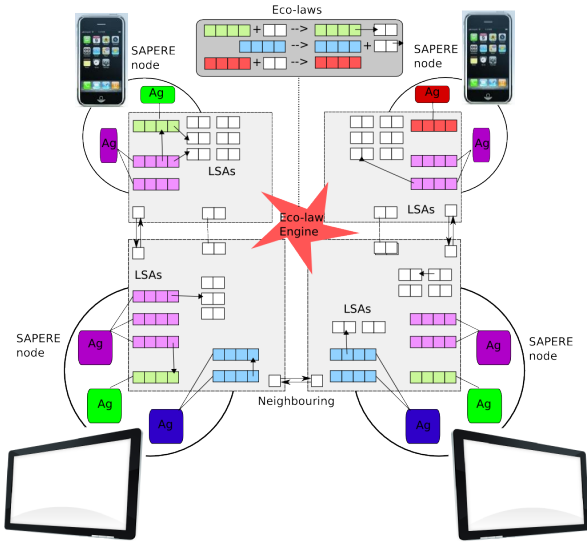 Eco-laws
+ -->
--> +
+ -->
SAPERE
node
SAPERE
node
Ag
Ag
Ag
Ag
LSAs
LSAs
Eco-law
Engine
LSAs
LSAs
SAPERE
node
SAPERE
node
Ag
Ag
Ag
Ag
Ag
Ag
Neighbouring